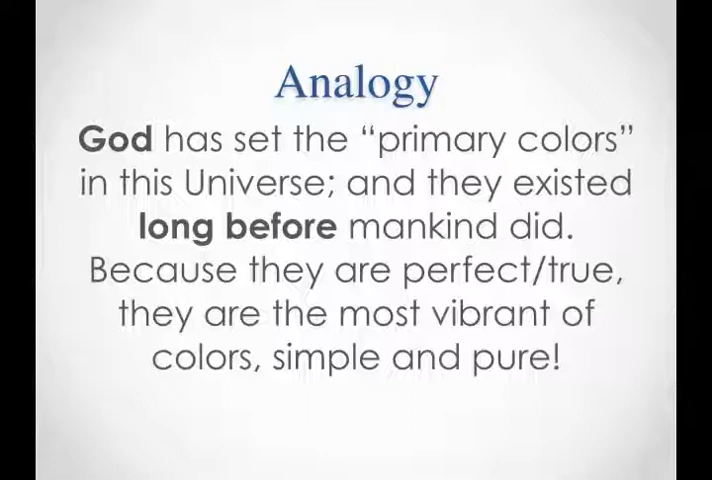 Analogy
God has set the “primary colors”
in this Universe; and they existed
long before mankind did.
Because they are perfect/true,
they are the most vibrant of
colors, simple and pure!